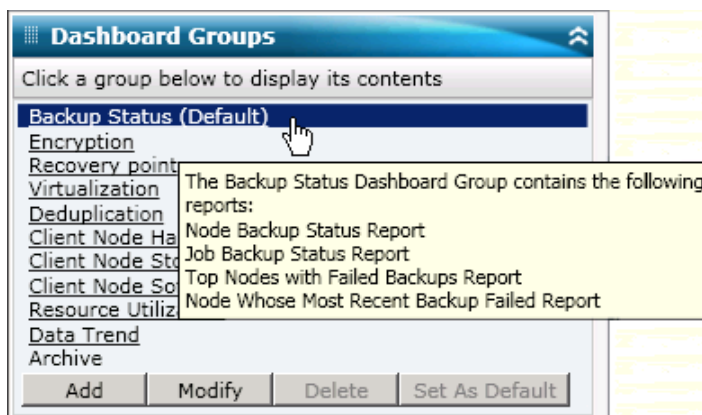 Dashboard Groups
Click a group below to display its contents
Backup Status (Default)
Encryption
Recovery point
Virtualization
Deduplication
Client Node Ha
Client Node Sto
Client Node So
Resource Utiliz
Data Trend
Archive
The Backup Status Dashboard Group contains the following
reports:
Node Backup Status Report
Job Backup Status Report
Top Nodes with Failed Backups Report
Node Whose Most Recent Backup Failed Report
Add Modify Delete Set As Default